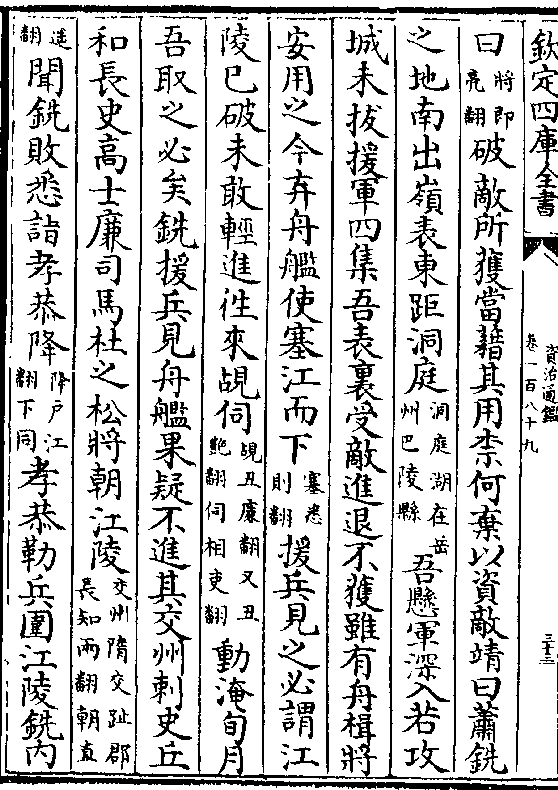 欽定四庫全書
資治通鑑
卷一百八十九
三十三
曰將即亮翻破敵所獲當藉其用柰何棄以資敵靖曰蕭銑
之地南出嶺表東距洞庭洞庭湖在岳州巴陵縣吾懸軍深入若攻
城未拔援軍四集吾表裏受敵進退不獲雖有舟楫將
安用之今弃舟艦使塞江而下塞悉則翻援兵見之必謂江
陵已破未敢輕進往來覘伺覘丑廉翻又丑艶翻伺相吏翻動淹旬月
吾取之必矣銑援兵見舟艦果疑不進其交州刺史丘
和長史高士廉司馬杜之松將朝江陵交州隋交趾郡長知兩翻朝直
遥翻聞銑敗悉詣孝恭降降戶江翻下同孝恭勒兵圍江陵銑内